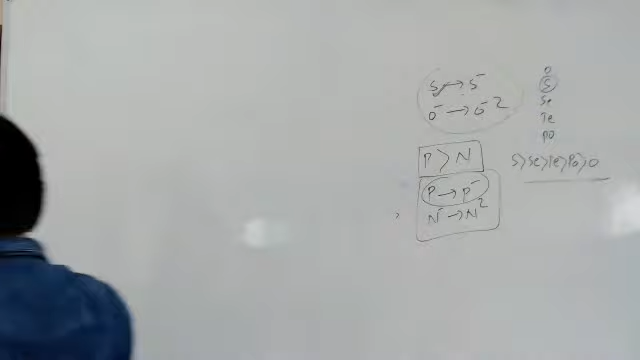 S → S⁻
O⁻ → O⁻²
P > N
P → P⁻
N⁻ → N⁻²
O
S
Se
Te
Po
S > Se > Te > Po > O